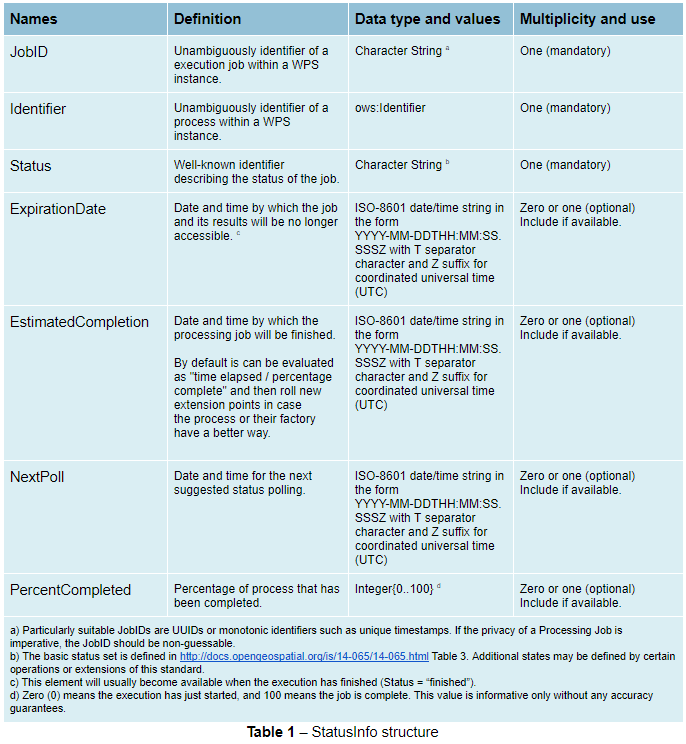 Names Definition Data type and values Multiplicity and use
JobID
Unambiguously identifier of a
execution job within a WPS
instance.
Character String a
One (mandatory)
Identifier
Unambiguously identifier of a
process within a WPS
instance.
ows:Identifier
One (mandatory)
Status
Well-known identifier
describing the status of the job.
Character String b
One (mandatory)
ExpirationDate
Date and time by which the job
and its results will be no longer
accessible. c
ISO-8601 date/time string in
the form
YYYY-MM-DDTHH:MM:SS.
SSSZ with T separator
character and Z suffix for
coordinated universal time
(UTC)
Zero or one (optional)
Include if available.
EstimatedCompletion
Date and time by which the
processing job will be finished.
By default is can be evaluated
as "time elapsed / percentage
complete" and then roll new
extension points in case
the process or their factory
have a better way.
ISO-8601 date/time string in
the form
YYYY-MM-DDTHH:MM:SS.
SSSZ with T separator
character and Z suffix for
coordinated universal time
(UTC)
Zero or one (optional)
Include if available.
NextPoll
Date and time for the next
suggested status polling.
ISO-8601 date/time string in
the form
YYYY-MM-DDTHH:MM:SS.
SSSZ with T separator
character and Z suffix for
coordinated universal time
(UTC)
Zero or one (optional)
Include if available.
PercentCompleted
Percentage of process that has
been completed.
Integer{0..100} d
Zero or one (optional)
Include if available.
a) Particularly suitable JobIDs are UUIDs or monotonic identifiers such as unique timestamps. If the privacy of a Processing Job is
imperative, the JobID should be non-guessable.
b) The basic status set is defined in http://docs.opengeospatial.org/is/14-065/14-065.html Table 3. Additional states may be defined by certain
operations or extensions of this standard.
c) This element will usually become available when the execution has finished (Status = “finished”).
d) Zero (0) means the execution has just started, and 100 means the job is complete. This value is informative only without any accuracy
guarantees.
Table 1 – StatusInfo structure